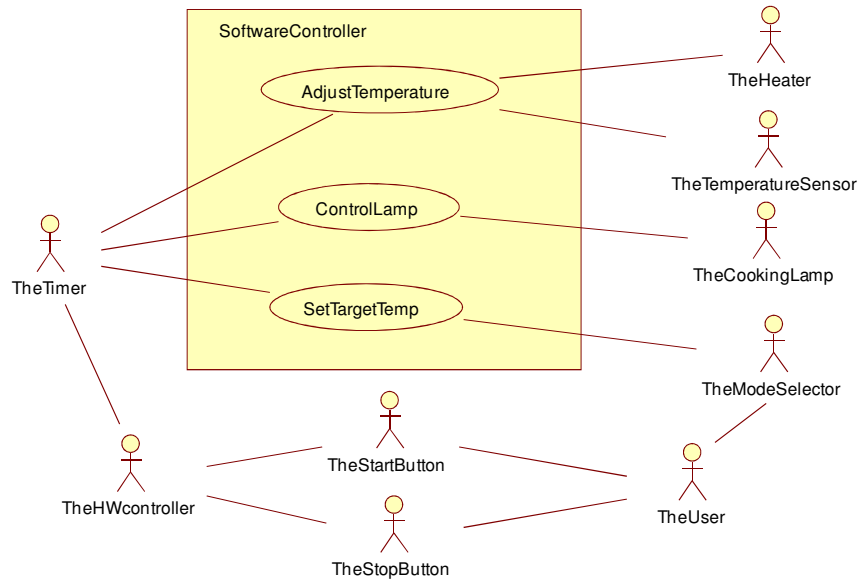 SoftwareController
AdjustTemperature
TheHeater
TheTemperatureSensor
ControlLamp
TheCookingLamp
TheTimer
SetTargetTemp
TheModeSelector
TheStartButton
TheHWcontroller
TheUser
TheStopButton